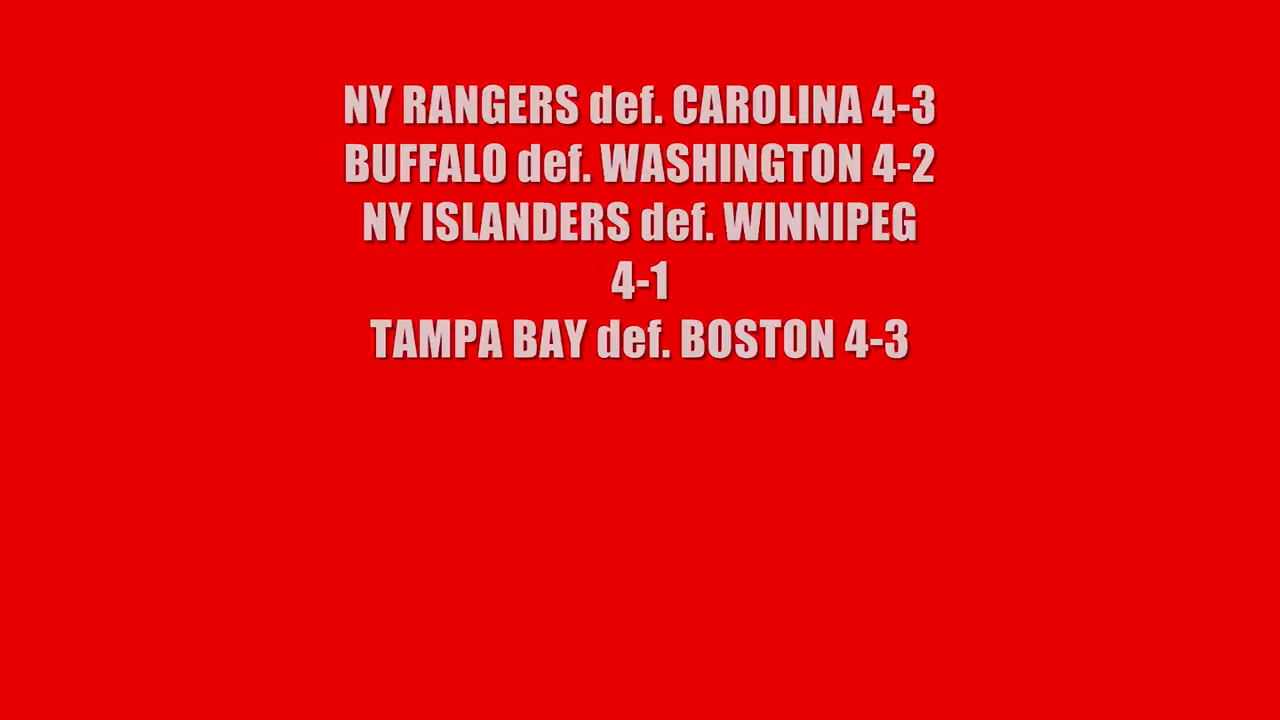 NY RANGERS def. CAROLINA 4-3
BUFFALO def. WASHINGTON 4-2
NY ISLANDERS def. WINNIPEG
4-1
TAMPA BAY def. BOSTON 4-3